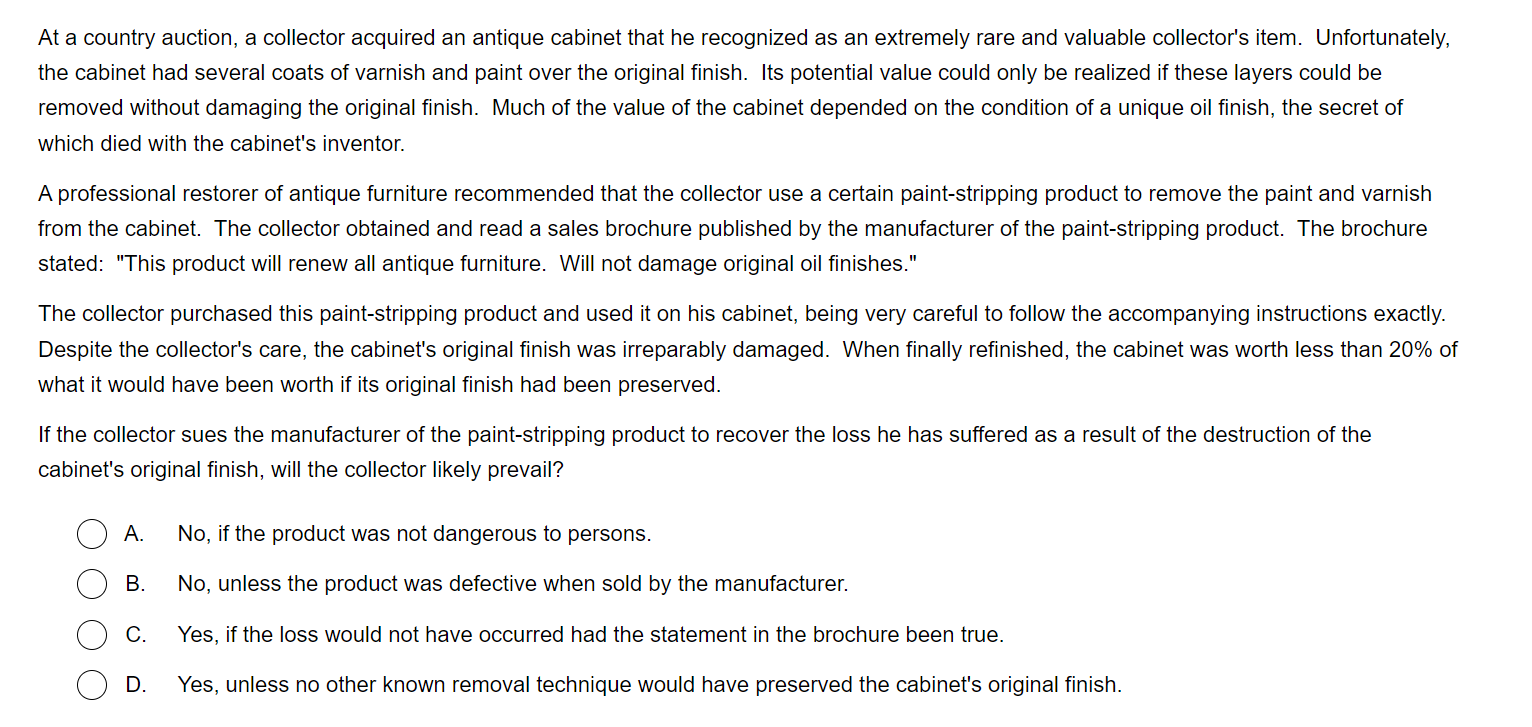 At a country auction, a collector acquired an antique cabinet that he recognized as an extremely rare and valuable collector's item.  Unfortunately,
the cabinet had several coats of varnish and paint over the original finish.  Its potential value could only be realized if these layers could be
removed without damaging the original finish.  Much of the value of the cabinet depended on the condition of a unique oil finish, the secret of
which died with the cabinet's inventor.
A professional restorer of antique furniture recommended that the collector use a certain paint-stripping product to remove the paint and varnish
from the cabinet.  The collector obtained and read a sales brochure published by the manufacturer of the paint-stripping product.  The brochure
stated:  "This product will renew all antique furniture.  Will not damage original oil finishes."
The collector purchased this paint-stripping product and used it on his cabinet, being very careful to follow the accompanying instructions exactly.
Despite the collector's care, the cabinet's original finish was irreparably damaged.  When finally refinished, the cabinet was worth less than 20% of
what it would have been worth if its original finish had been preserved.
If the collector sues the manufacturer of the paint-stripping product to recover the loss he has suffered as a result of the destruction of the
cabinet's original finish, will the collector likely prevail?
A. No, if the product was not dangerous to persons.
B. No, unless the product was defective when sold by the manufacturer.
C. Yes, if the loss would not have occurred had the statement in the brochure been true.
D. Yes, unless no other known removal technique would have preserved the cabinet's original finish.